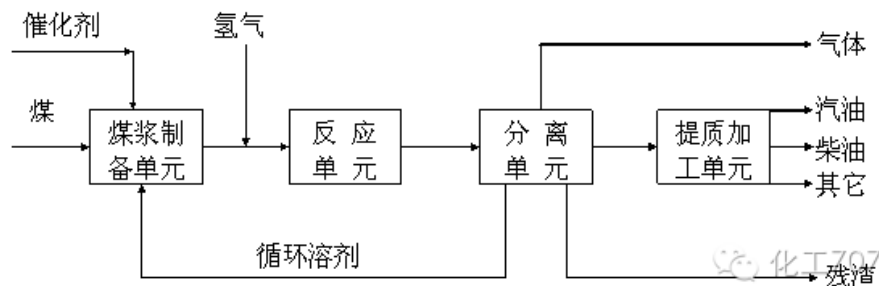 催化剂
氢气
气体
煤
煤浆制
备单元
反 应
单 元
分 离
单 元
提质加
工单元
汽油
柴油
其它
循环溶剂
残渣
化工707